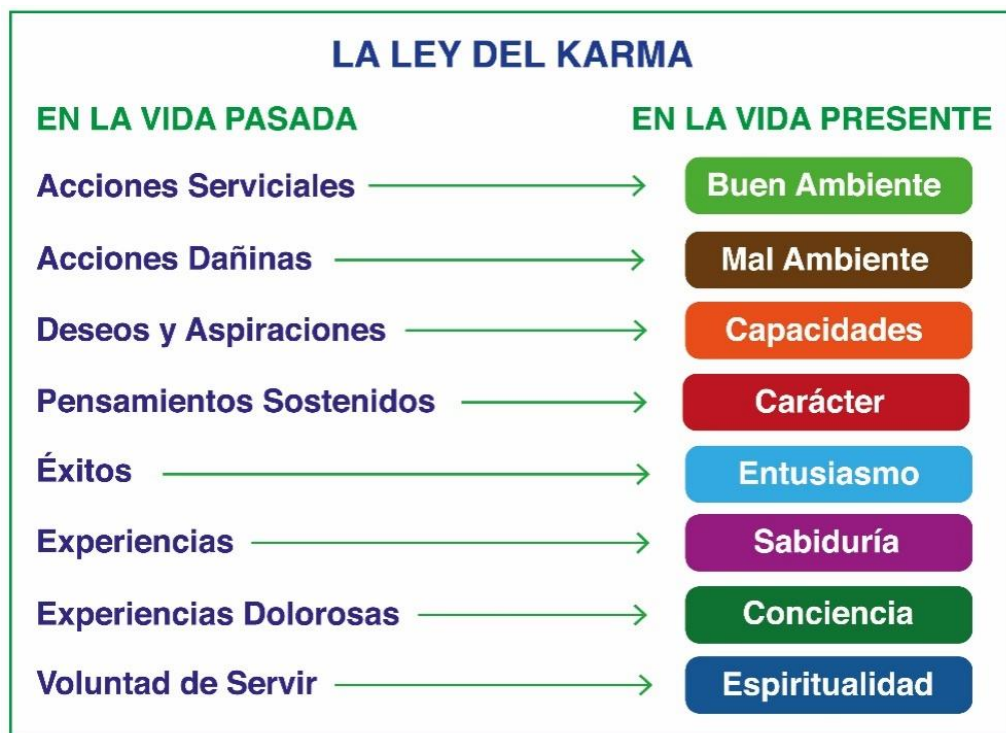 LA LEY DEL KARMA
EN LA VIDA PASADA EN LA VIDA PRESENTE
Acciones Serviciales Buen Ambiente
Acciones Dañinas Mal Ambiente
Deseos y Aspiraciones Capacidades
Pensamientos Sostenidos Carácter
Éxitos Entusiasmo
Experiencias Sabiduría
Experiencias Dolorosas Conciencia
Voluntad de Servir Espiritualidad